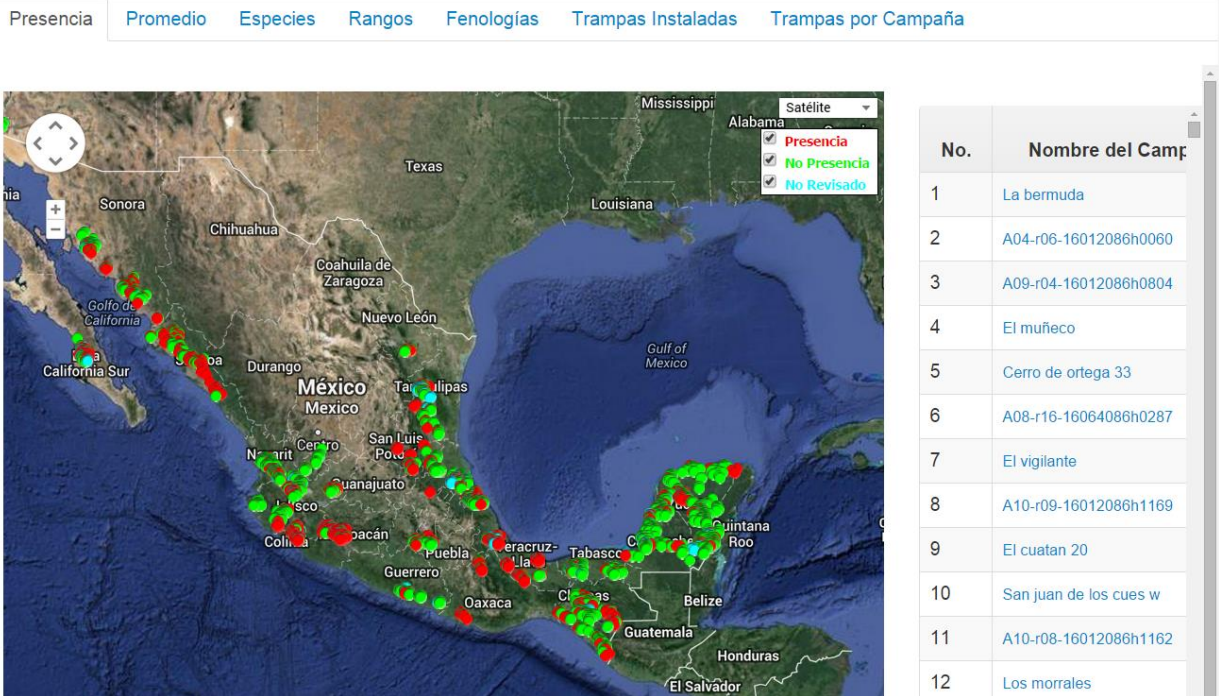 Presencia Promedio Especies Rangos Fenologías Trampas Instaladas Trampas por Campaña
Mississippi
Satélite
Alabama
Presencia
No Presencia
No Revisado
Texas
Louisiana
Sonora
Chihuahua
Coahuila de
Zaragoza
Golfo de
California
Nuevo León
Gulf of
Mexico
California Sur
Durango
México
Mexico
San Luis
Centro
Guanajuato
Puebla
Tabasco
Guerrero
Oaxaca
Quintana
Roo
Belize
Guatemala
Honduras
El Salvador
No. Nombre del Camp
1 La bermuda
2 A04-r06-16012086h0060
3 A09-r04-16012086h0804
4 El muñeco
5 Cerro de ortega 33
6 A08-r16-16064086h0287
7 El vigilante
8 A10-r09-16012086h1169
9 El cuatan 20
10 San juan de los cues w
11 A10-r08-16012086h1162
12 Los morrales